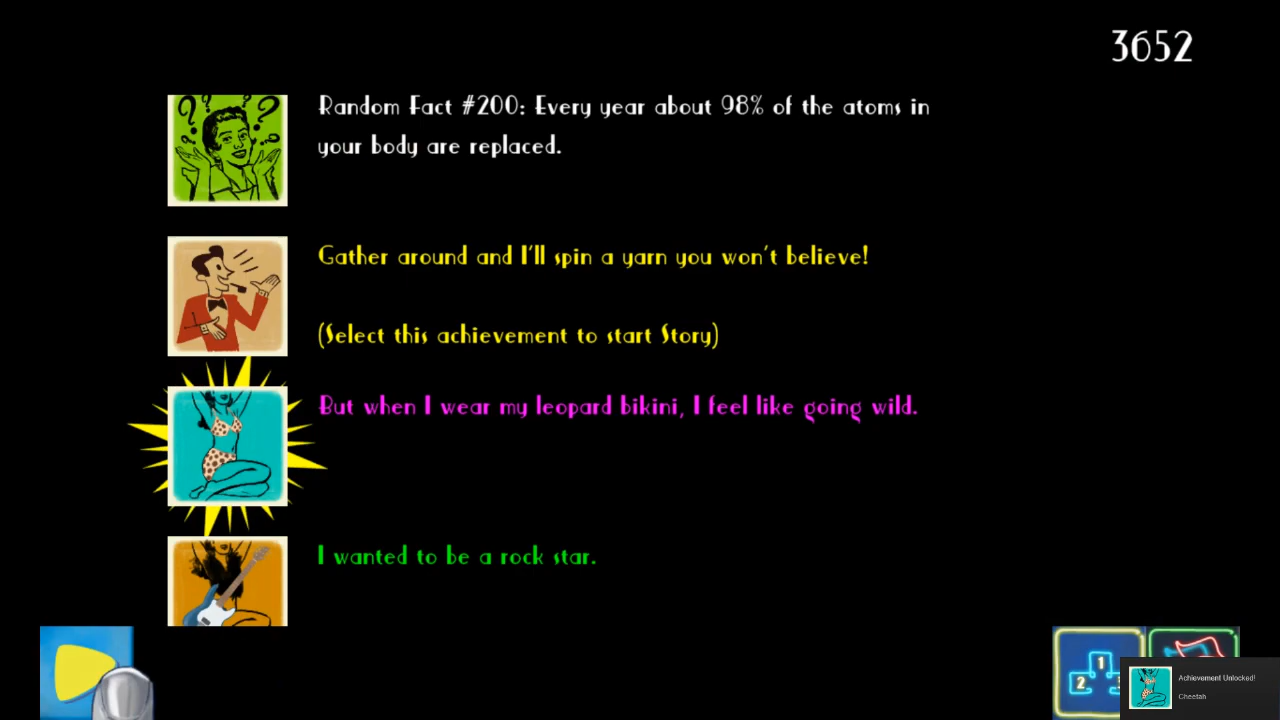 3652
Random Fact #200: Every year about 98% of the atoms in
your body are replaced.
Gather around and I'll spin a yarn you won't believe!
(Select this achievement to start Story)
But when I wear my leopard bikini, I feel like going wild.
I wanted to be a rock star.
1
2
Achievement Unlocked!
Cheetah